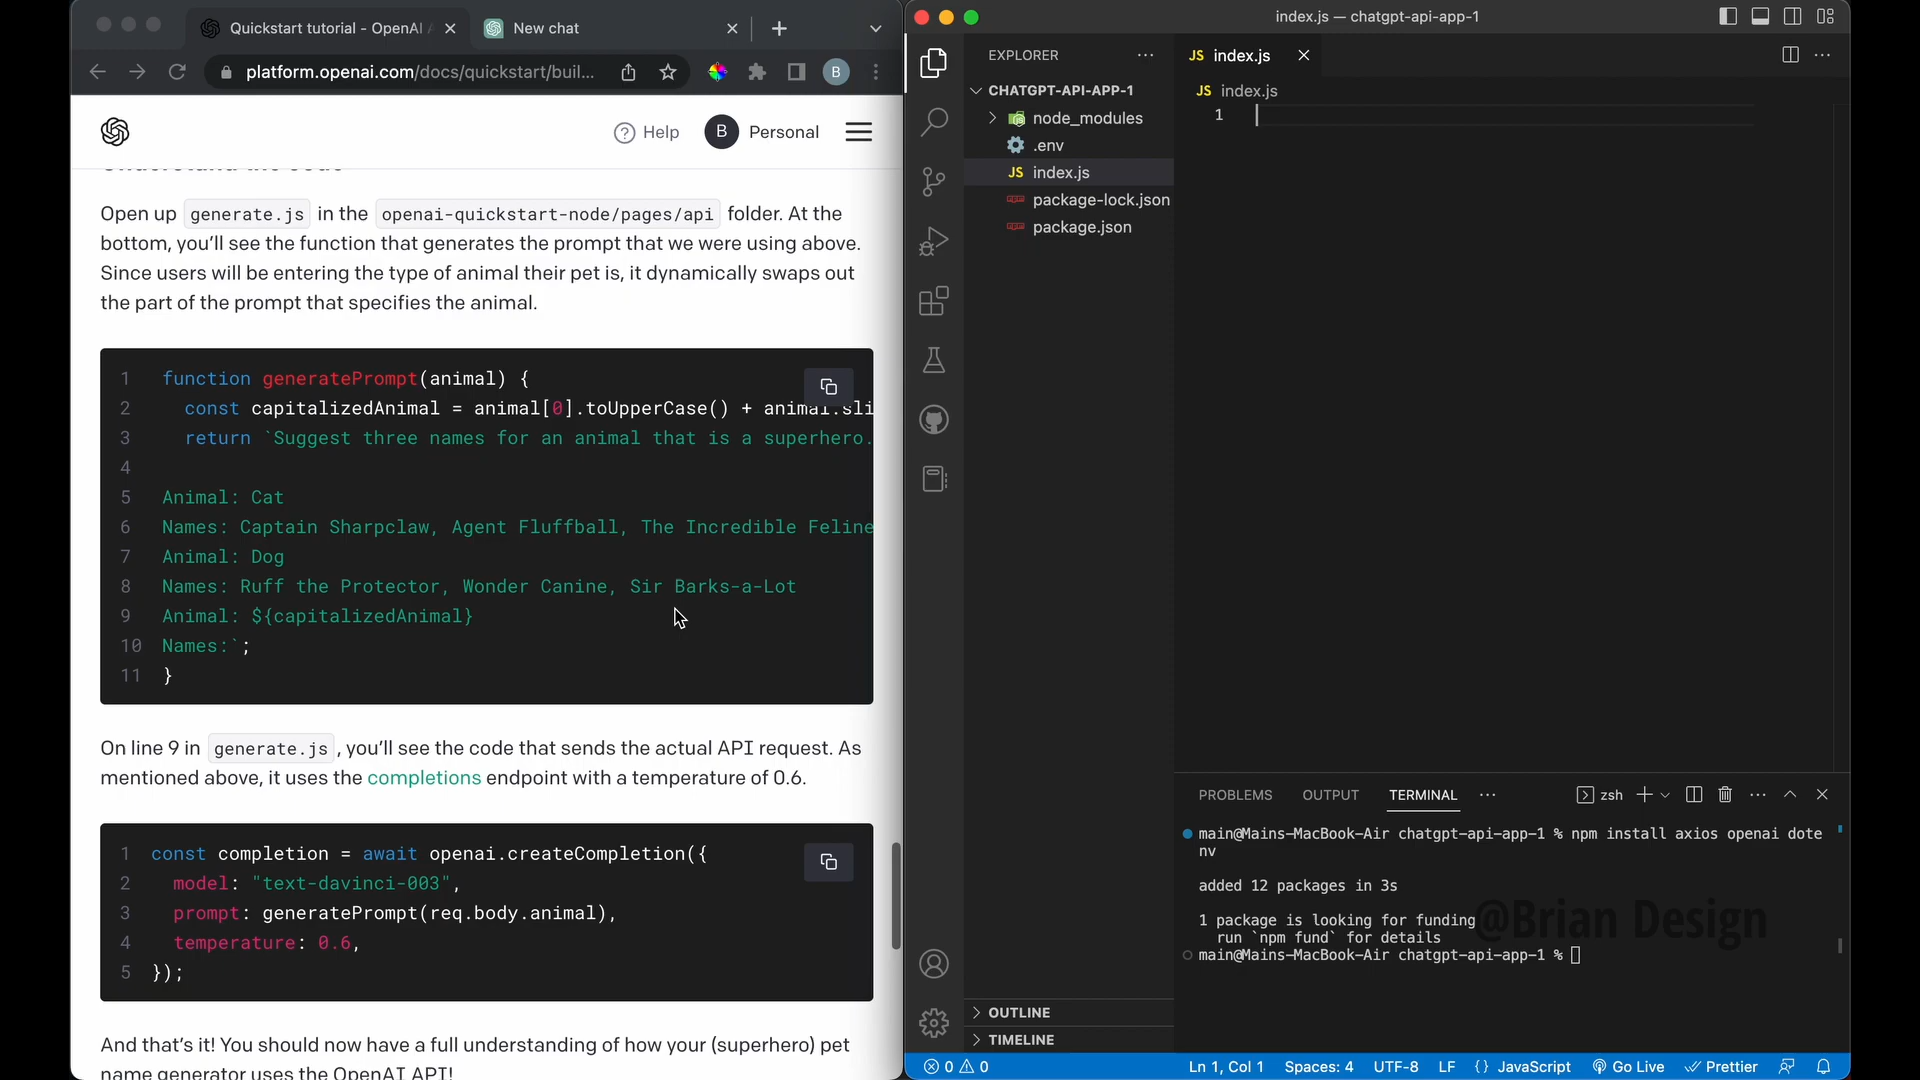 Quickstart tutorial - OpenAI A
New chat
platform.openai.com/docs/quickstart/buil...
B
Help
B
Personal
Open up generate.js in the openai-quickstart-node/pages/api folder. At the
bottom, you'll see the function that generates the prompt that we were using above.
Since users will be entering the type of animal their pet is, it dynamically swaps out
the part of the prompt that specifies the animal.
1 function generatePrompt(animal) {
2 const capitalizedAnimal = animal[0].toUpperCase() + animal.sli
3 return `Suggest three names for an animal that is a superhero.
4
5 Animal: Cat
6 Names: Captain Sharpclaw, Agent Fluffball, The Incredible Feline
7 Animal: Dog
8 Names: Ruff the Protector, Wonder Canine, Sir Barks-a-Lot
9 Animal: ${capitalizedAnimal}
10 Names:`;
11 }
On line 9 in generate.js, you'll see the code that sends the actual API request. As
mentioned above, it uses the completions endpoint with a temperature of 0.6.
1 const completion = await openai.createCompletion({
2 model: "text-davinci-003",
3 prompt: generatePrompt(req.body.animal),
4 temperature: 0.6,
5 });
And that's it! You should now have a full understanding of how your (superhero) pet
name generator uses the OpenAI API!
index.js — chatgpt-api-app-1
EXPLORER
CHATGPT-API-APP-1
node_modules
.env
JS index.js
package-lock.json
package.json
OUTLINE
TIMELINE
JS index.js
JS index.js
1
PROBLEMS
OUTPUT
TERMINAL
zsh
main@Mains-MacBook-Air chatgpt-api-app-1 % npm install axios openai dote
nv
added 12 packages in 3s
1 package is looking for funding
run `npm fund` for details
main@Mains-MacBook-Air chatgpt-api-app-1 %
@Brian Design
0 0
Ln 1, Col 1
Spaces: 4
UTF-8
LF
{} JavaScript
Go Live
Prettier